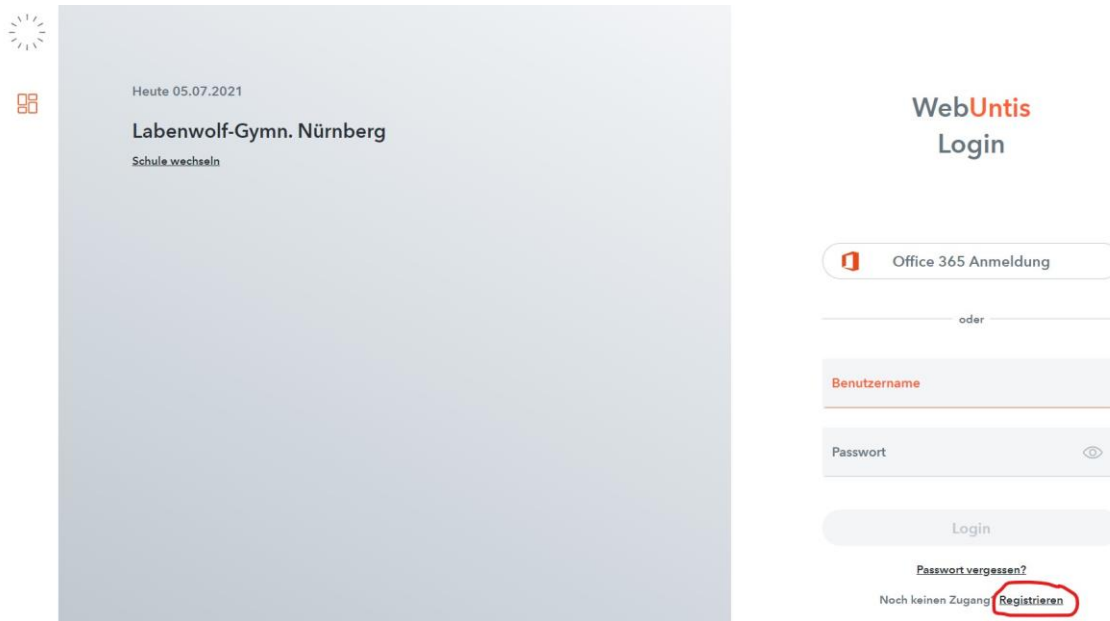 Heute 05.07.2021
Labenwolf-Gymn. Nürnberg
Schule wechseln
WebUntis
Login
Office 365 Anmeldung
oder
Benutzername
Passwort
Login
Passwort vergessen?
Noch keinen Zugang? Registrieren